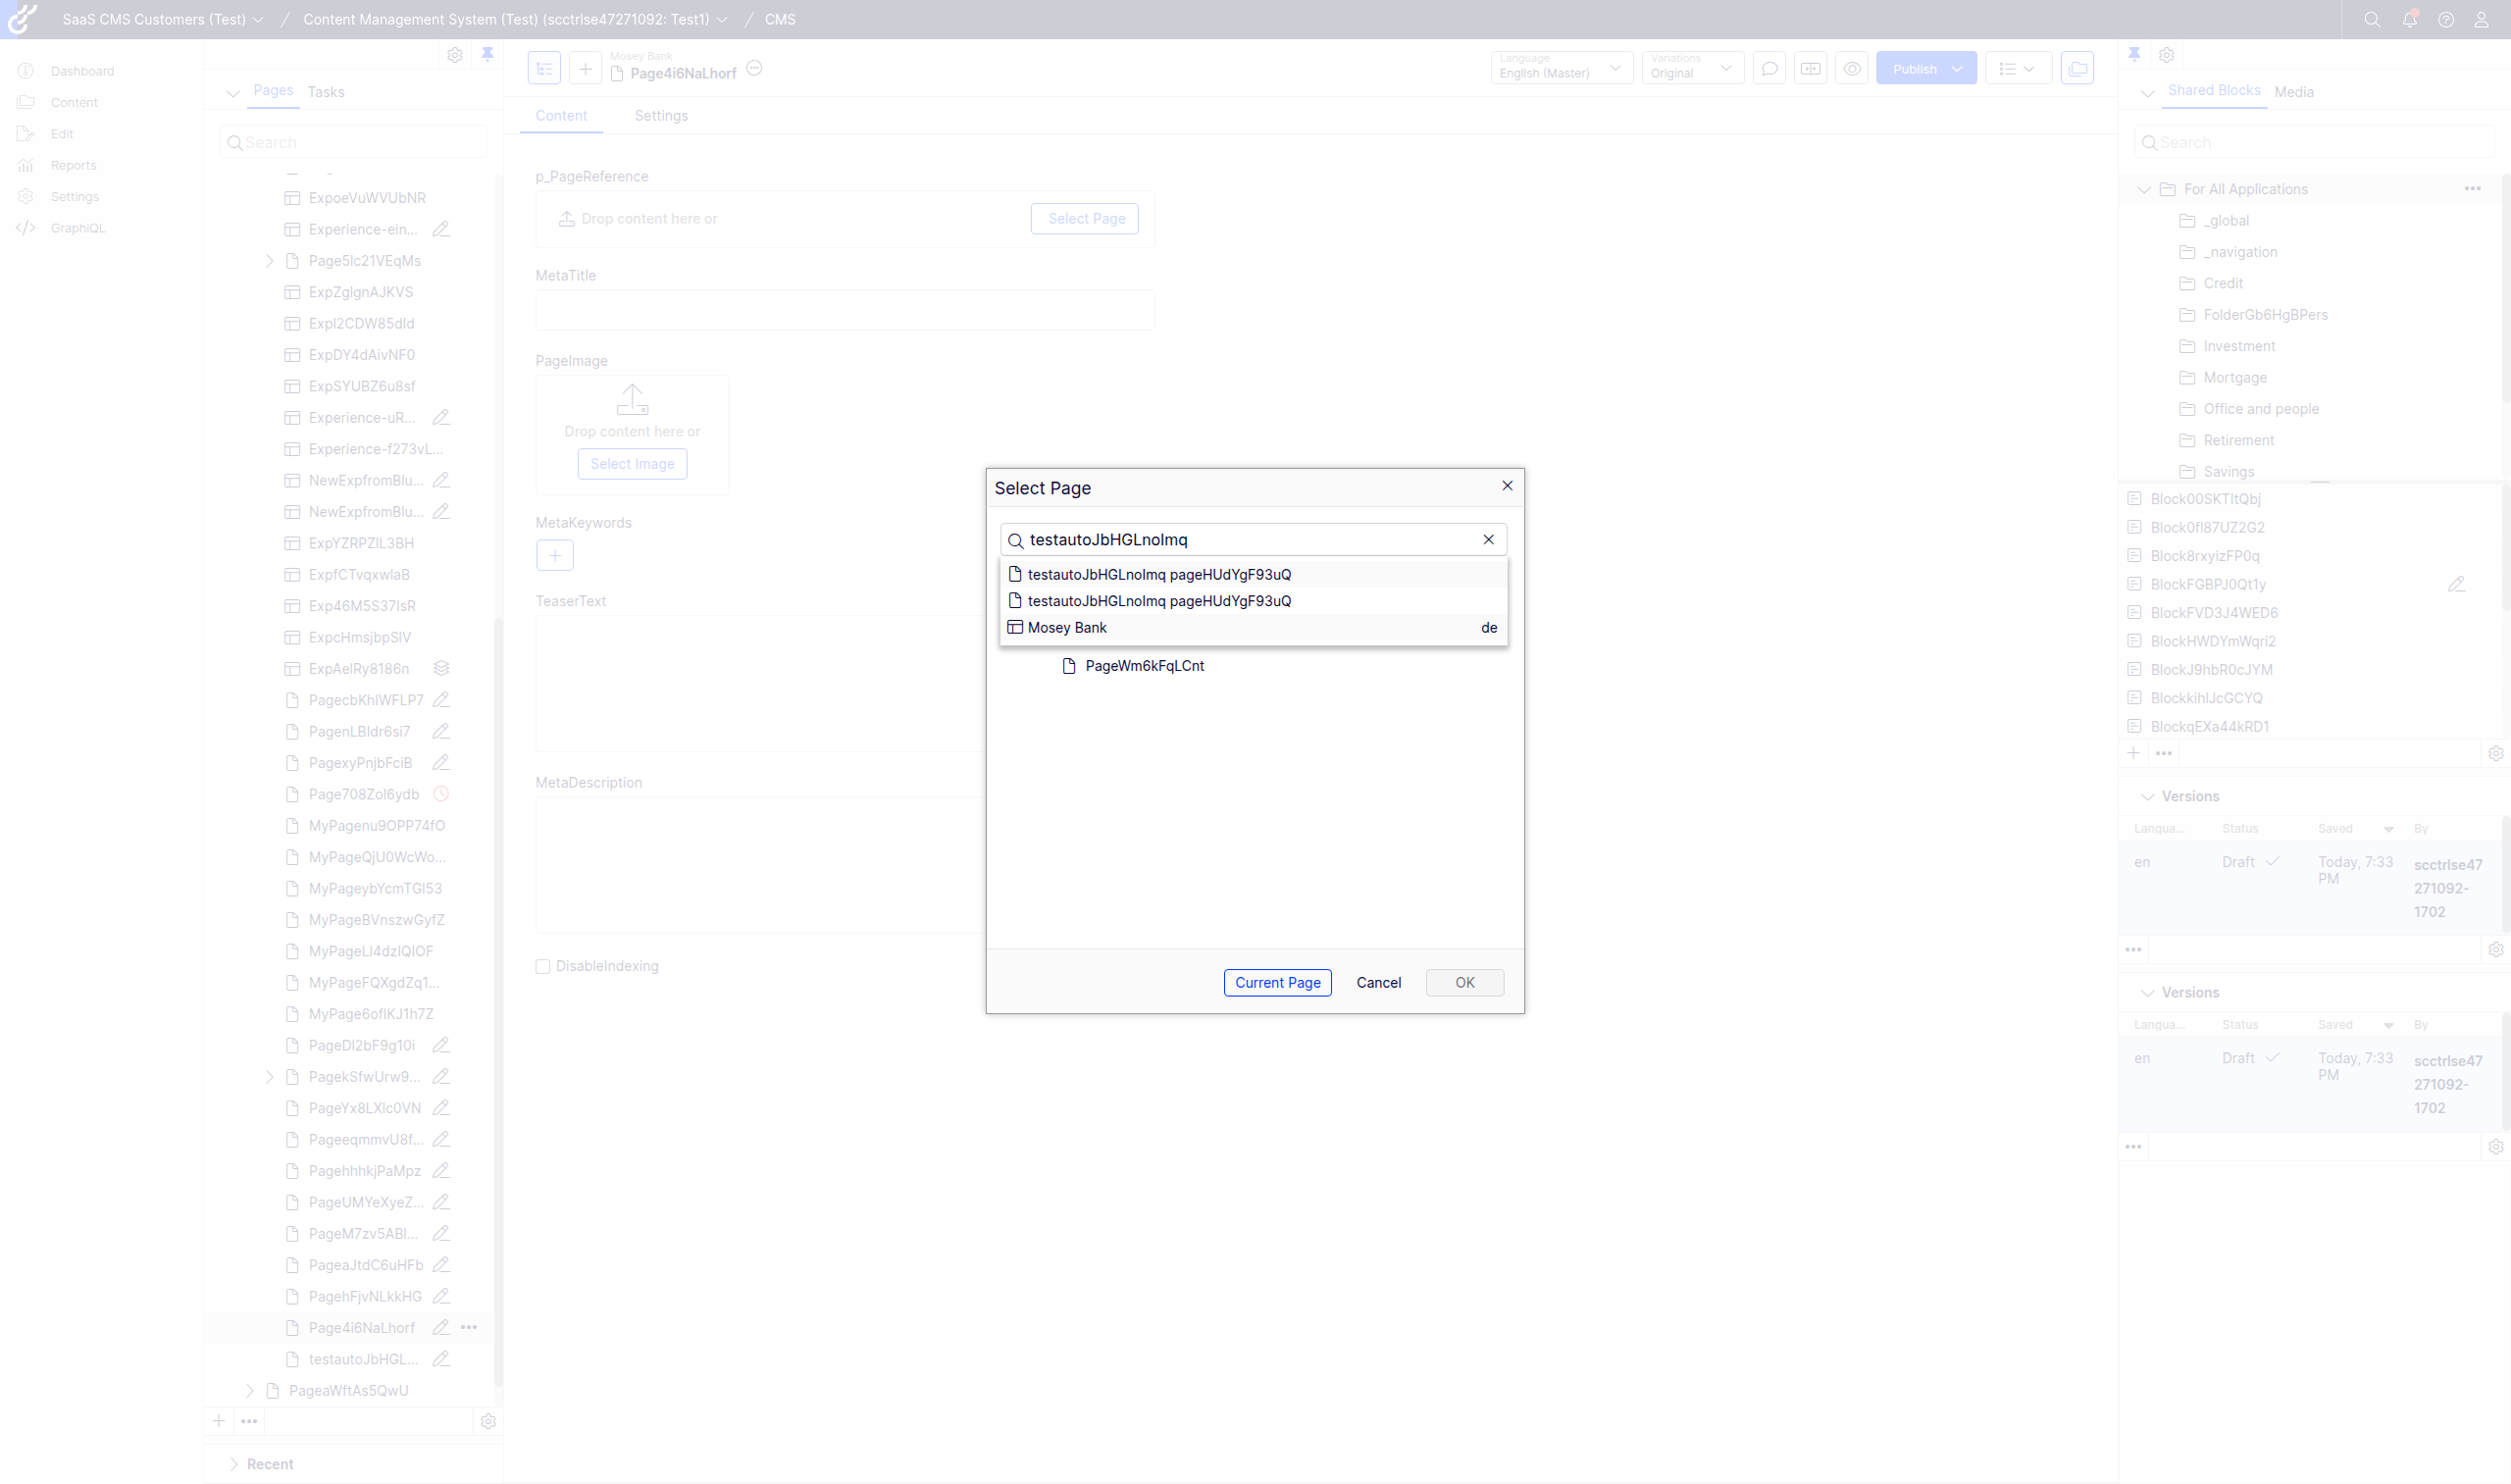 SaaS CMS Customers (Test) / Content Management System (Test) (scctrlse47271092: Test1) / CMS
Dashboard
Content
Edit
Reports
Settings
GraphiQL
Pages Tasks
Search
ExpoeVuWVUbNR
Experience-ein...
Page5lc21VEqMs
ExpZglgnAJKVS
Expl2CDW85dld
ExpDY4dAivNF0
ExpSYUBZ6u8sf
Experience-uR...
Experience-f273vL...
NewExpfromBlu...
NewExpfromBlu...
ExpYZRPZlL3BH
ExpfCTvqxwlaB
Exp46M5S37lsR
ExpcHmsjbpSlV
ExpAelRy8186n
PagecbKhlWFLP7
PagenLBldr6si7
PagexyPnjbFciB
Page708Zol6ydb
MyPagenu9OPP74fO
MyPageQjU0WcWo...
MyPageybYcmTGl53
MyPageBVnszwGyfZ
MyPageLl4dzlQlOF
MyPageFQXgdZq1...
MyPage6oflKJ1h7Z
PageDl2bF9g10i
PagekSfwUrw9...
PageYx8LXlc0VN
PageeqmmvU8f...
PagehhhkjPaMpz
PageUMYeXyeZ...
PageM7zv5ABl...
PageaJtdC6uHFb
PagehFjvNLkkHG
Page4i6NaLhorf
testautoJbHGL...
PageaWftAs5QwU
Recent
Mosey Bank
Page4i6NaLhorf
Language
English (Master)
Variations
Original
Publish
Content Settings
p_PageReference
Drop content here or Select Page
MetaTitle
PageImage
Drop content here or
Select Image
MetaKeywords
TeaserText
MetaDescription
DisableIndexing
Select Page
testautoJbHGLnolmq
testautoJbHGLnolmq pageHUdYgF93uQ
testautoJbHGLnolmq pageHUdYgF93uQ
Mosey Bank de
PageWm6kFqLCnt
Current Page Cancel OK
Shared Blocks Media
Search
For All Applications
_global
_navigation
Credit
FolderGb6HgBPers
Investment
Mortgage
Office and people
Retirement
Savings
Block00SKTltQbj
Block0fl87UZ2G2
Block8rxyizFP0q
BlockFGBPJ0Qt1y
BlockFVD3J4WED6
BlockHWDYmWqri2
BlockJ9hbR0cJYM
BlockkihlJcGCYQ
BlockqEXa44kRD1
Versions
Langua... Status Saved By
en Draft Today, 7:33 PM scctrlse47271092-1702
Versions
Langua... Status Saved By
en Draft Today, 7:33 PM scctrlse47271092-1702